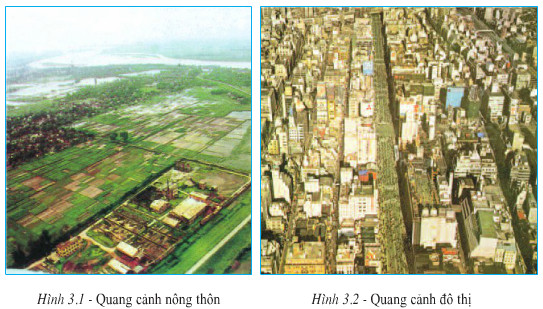 Hình 3.1 - Quang cảnh nông thôn
Hình 3.2 - Quang cảnh đô thị